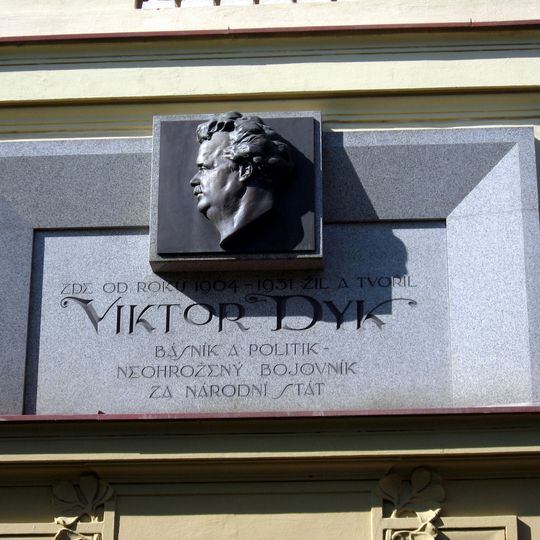 ZDE OD ROKU 1904 - 1931 ŽIL A TVOŘIL
VIKTOR DYK
BÁSNÍK A POLITIK -
NEOHROŽENÝ BOJOVNÍK
ZA NÁRODNÍ STÁT